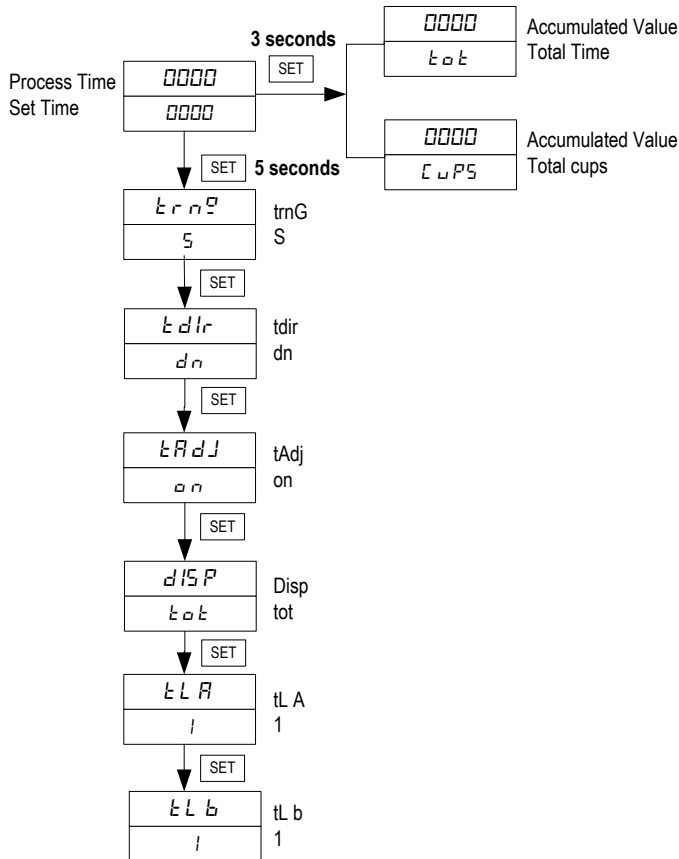 3 seconds
SET
0000
tot
Accumulated Value
Total Time
Process Time
Set Time
0000
0000
0000
CuPS
Accumulated Value
Total cups
SET
5 seconds
trnG
S
trnG
S
SET
tdIr
dn
tdir
dn
SET
tAdJ
on
tAdj
on
SET
dISP
tot
Disp
tot
SET
tL A
1
tL A
1
SET
tL b
1
tL b
1